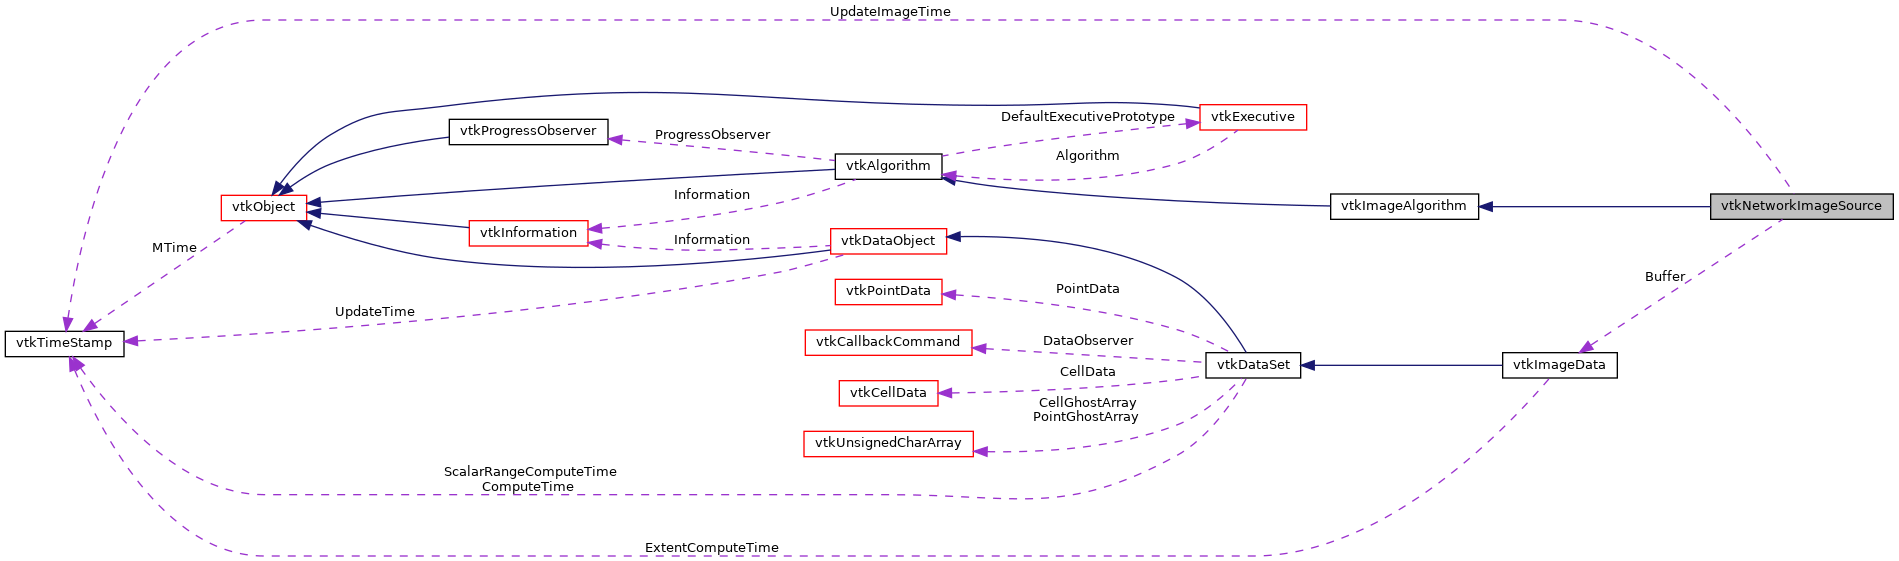 UpdateImageTime
vtkExecutive
DefaultExecutivePrototype
vtkProgressObserver
ProgressObserver
Algorithm
vtkAlgorithm
Information
vtkObject
vtkImageAlgorithm
vtkNetworkImageSource
vtkInformation
Information
vtkDataObject
MTime
Buffer
vtkPointData
PointData
UpdateTime
vtkTimeStamp
vtkCallbackCommand
DataObserver
vtkDataSet
vtkImageData
CellData
vtkCellData
CellGhostArray
PointGhostArray
vtkUnsignedCharArray
ScalarRangeComputeTime
ComputeTime
ExtentComputeTime